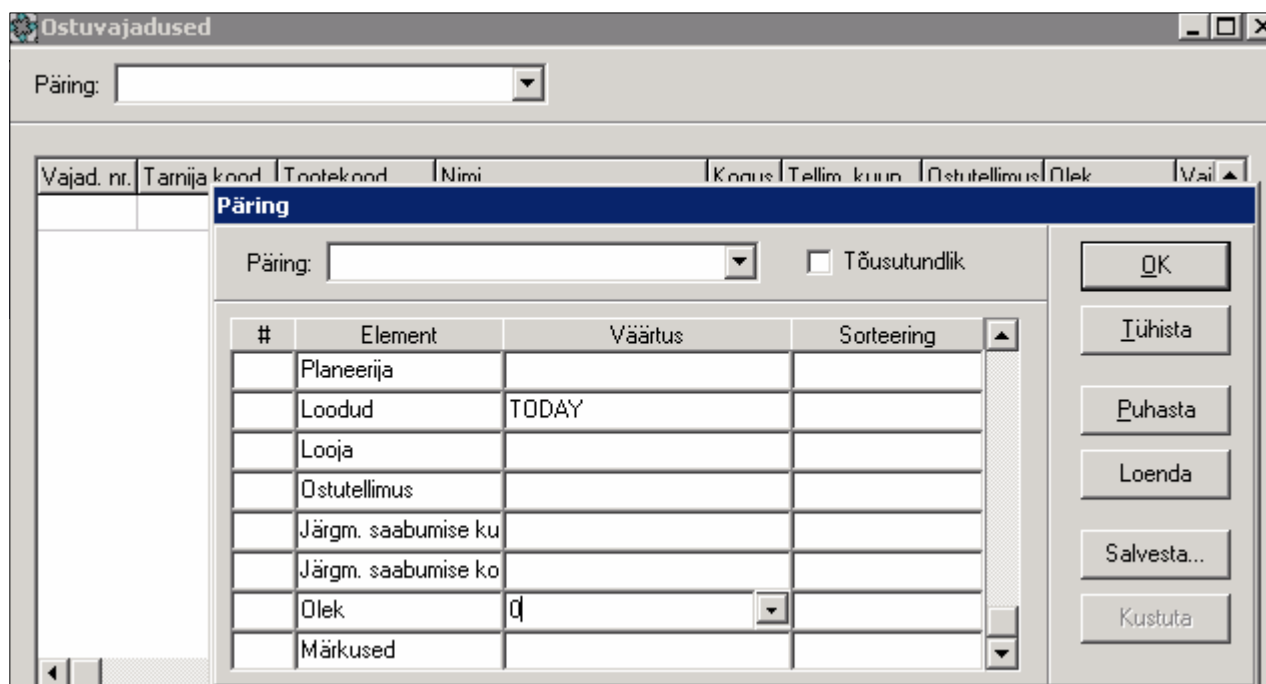 Ostuvajadused
Päring:
Vajad. nr. Tarnija kood Tootekood Nimi Kogus Tellim. kuup. Ostutellimus Olek Vaj
Päring
Päring: Tõusutundlik OK
# Element Väärtus Sorteering Tühista
Planeerija
Loodud TODAY Puhasta
Looja
Ostutellimus Loenda
Järgm. saabumise ku
Järgm. saabumise ko Salvesta...
Olek 0 Kustuta
Märkused